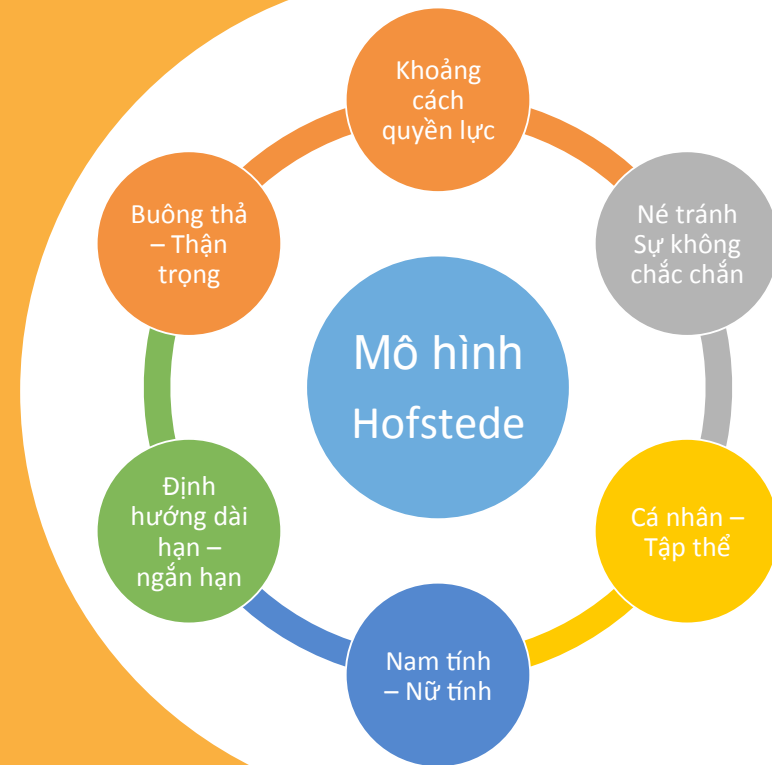 Khoảng
cách
quyền lực
Né tránh
Sự không
chắc chắn
Cá nhân –
Tập thể
Nam tính
– Nữ tính
Định
hướng dài
hạn –
ngắn hạn
Buông thả
– Thận
trọng
Mô hình
Hofstede